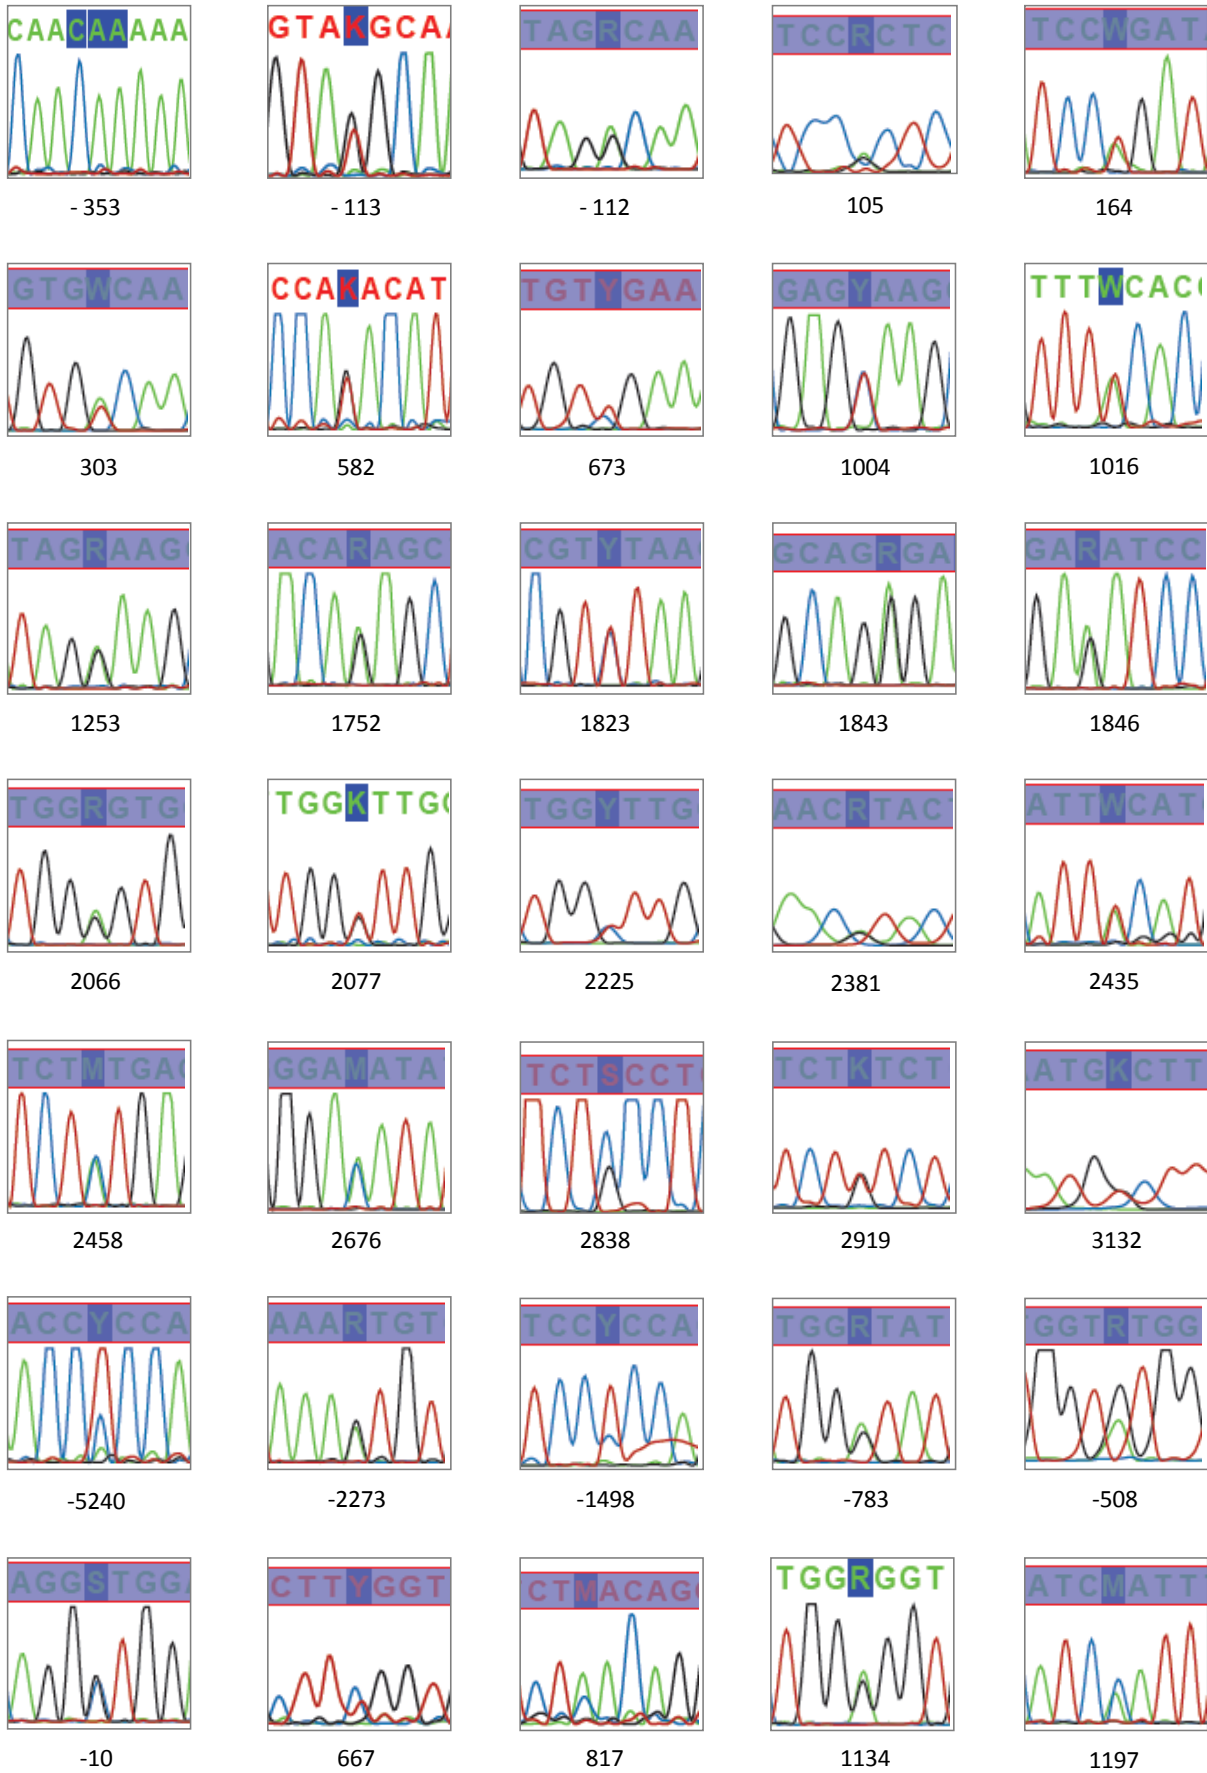 CAACAAAAA GTAKGCAA TAGRCAA TCCRCTC TCCWGAT
- 353 - 113 - 112 105 164
GTGWCAA CCAKACAT TGTYGAA GAGYAAG TTTWCAC
303 582 673 1004 1016
TAGRAAG ACARAGC CGTYTAA GCAGRGA GARATCC
1253 1752 1823 1843 1846
TGGRGTG TGGKTTG TGGYTTG AACRTAC ATTWCAT
2066 2077 2225 2381 2435
TCTMTGA GGAMATA TCTSCCT TCTKTCT ATGKCTT
2458 2676 2838 2919 3132
ACCYCCA AAARTGT TCCYCCA TGGRTAT GGTRTGG
-5240 -2273 -1498 -783 -508
AGGSTGG CTTYGGT CTMACAG TGGRGGT ATCMATT
-10 667 817 1134 1197